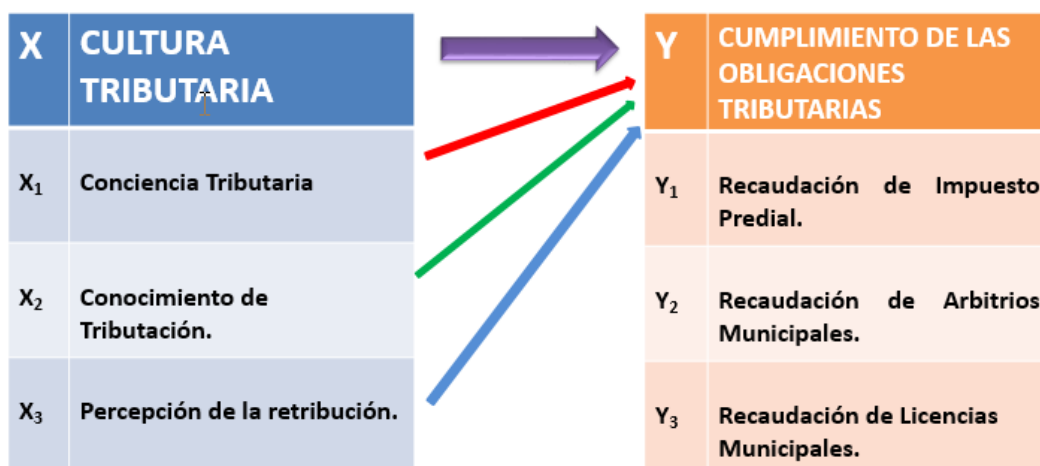 X CULTURA
TRIBUTARIA
X₁ Conciencia Tributaria
X₂ Conocimiento de
Tributación.
X₃ Percepción de la retribución.
Y CUMPLIMIENTO DE LAS
OBLIGACIONES
TRIBUTARIAS
Y₁ Recaudación de Impuesto
Predial.
Y₂ Recaudación de Arbitrios
Municipales.
Y₃ Recaudación de Licencias
Municipales.